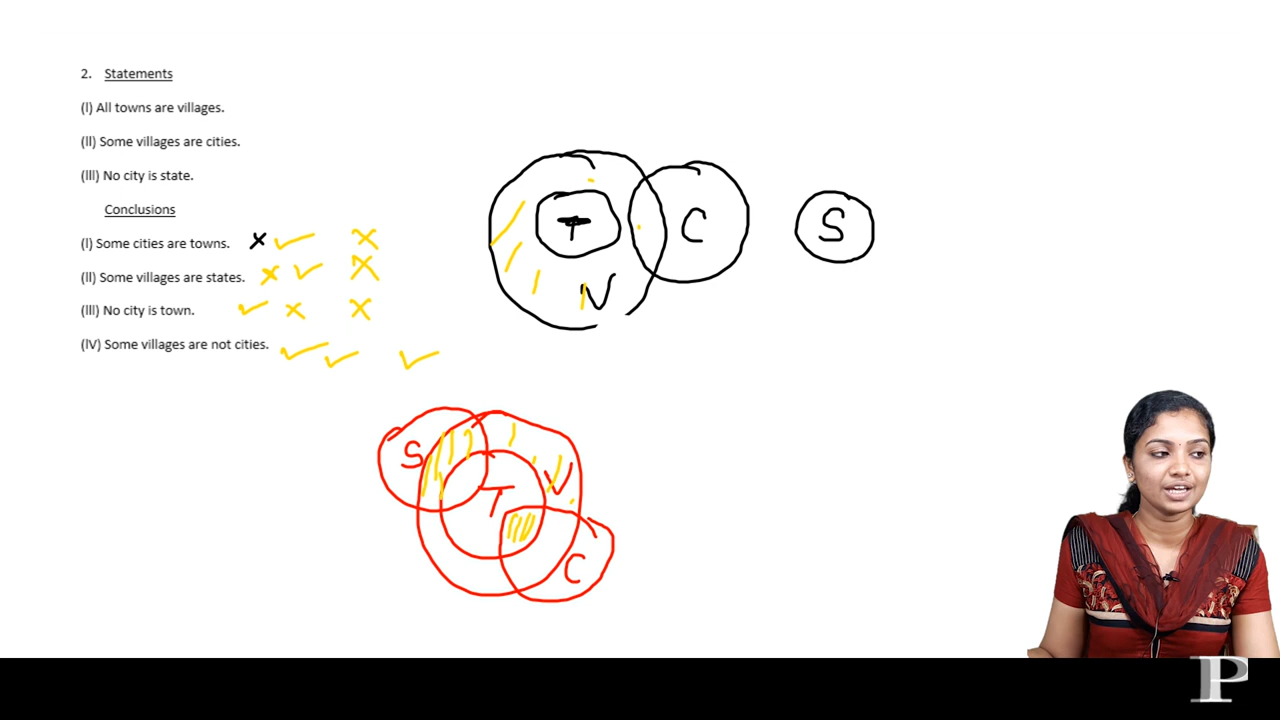 2. Statements
(I) All towns are villages.
(II) Some villages are cities.
(III) No city is state.
Conclusions
(I) Some cities are towns.
(II) Some villages are states.
(III) No city is town.
(IV) Some villages are not cities.
T
C
S
V
S
T
V
C
P